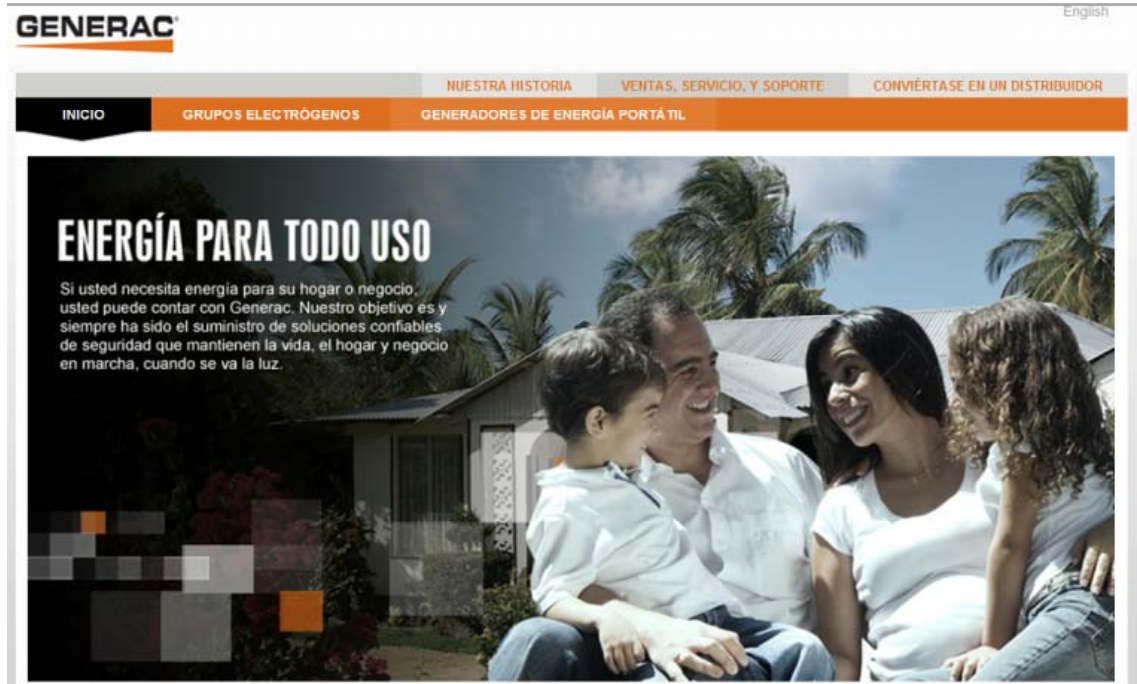 English
GENERAC
NUESTRA HISTORIA
VENTAS, SERVICIO, Y SOPORTE
CONVIÉRTASE EN UN DISTRIBUIDOR
INICIO
GRUPOS ELECTRÓGENOS
GENERADORES DE ENERGÍA PORTÁTIL
ENERGÍA PARA TODO USO
Si usted necesita energía para su hogar o negocio,
usted puede contar con Generac. Nuestro objetivo es y
siempre ha sido el suministro de soluciones confiables
de seguridad que mantienen la vida, el hogar y negocio
en marcha, cuando se va la luz.